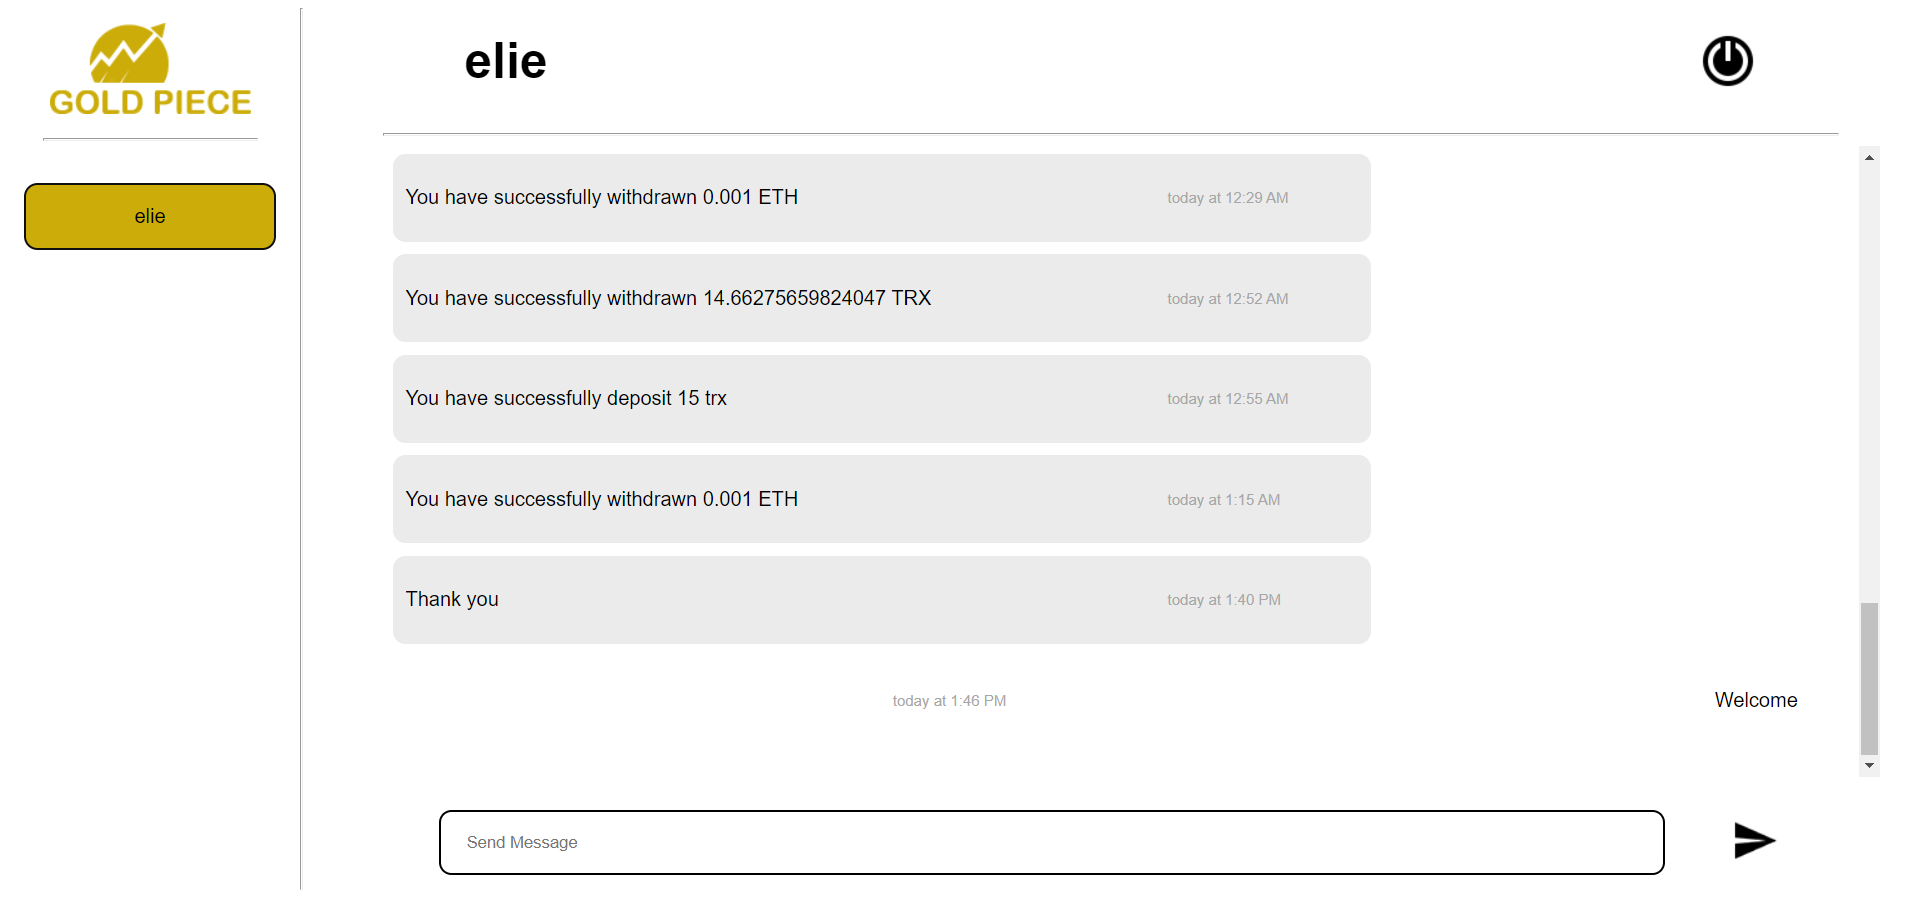 GOLD PIECE
elie
elie
You have successfully withdrawn 0.001 ETH today at 12:29 AM
You have successfully withdrawn 14.66275659824047 TRX today at 12:52 AM
You have successfully deposit 15 trx today at 12:55 AM
You have successfully withdrawn 0.001 ETH today at 1:15 AM
Thank you today at 1:40 PM
today at 1:46 PM Welcome
Send Message